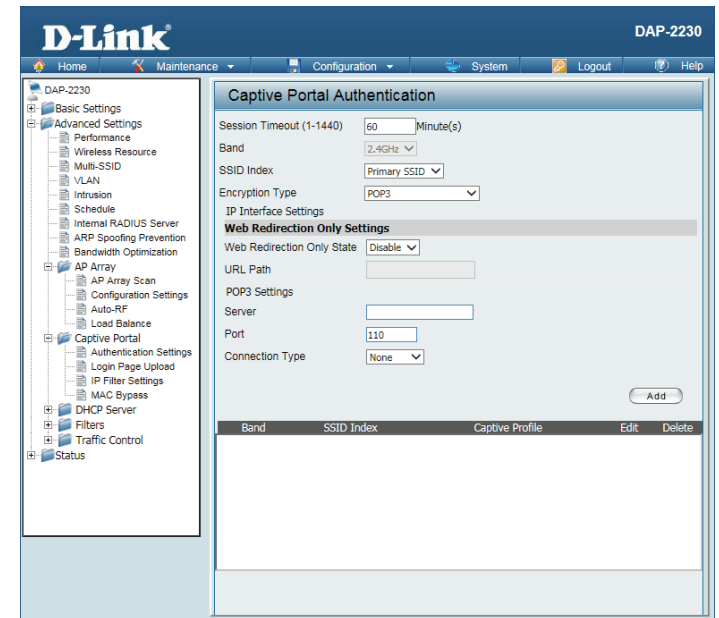 D-Link®
DAP-2230
Home Maintenance Configuration System Logout Help
DAP-2230
Basic Settings
Advanced Settings
Performance
Wireless Resource
Multi-SSID
VLAN
Intrusion
Schedule
Internal RADIUS Server
ARP Spoofing Prevention
Bandwidth Optimization
AP Array
AP Array Scan
Configuration Settings
Auto-RF
Load Balance
Captive Portal
Authentication Settings
Login Page Upload
IP Filter Settings
MAC Bypass
DHCP Server
Filters
Traffic Control
Status
Captive Portal Authentication
Session Timeout (1-1440) 60 Minute(s)
Band 2.4GHz
SSID Index Primary SSID
Encryption Type POP3
IP Interface Settings
Web Redirection Only Settings
Web Redirection Only State Disable
URL Path
POP3 Settings
Server
Port 110
Connection Type None
Add
Band SSID Index Captive Profile Edit Delete